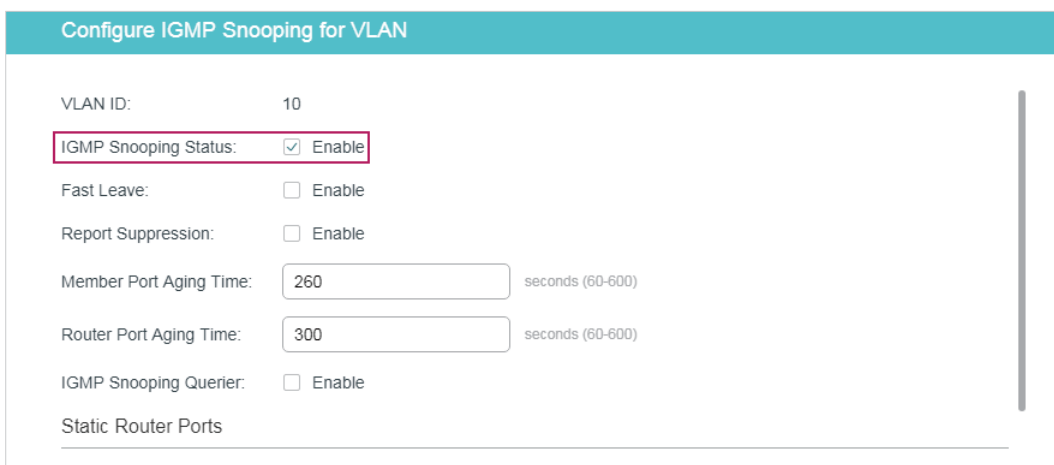 Configure IGMP Snooping for VLAN
VLAN ID: 10
IGMP Snooping Status: Enable
Fast Leave: Enable
Report Suppression: Enable
Member Port Aging Time: 260 seconds (60-600)
Router Port Aging Time: 300 seconds (60-600)
IGMP Snooping Querier: Enable
Static Router Ports